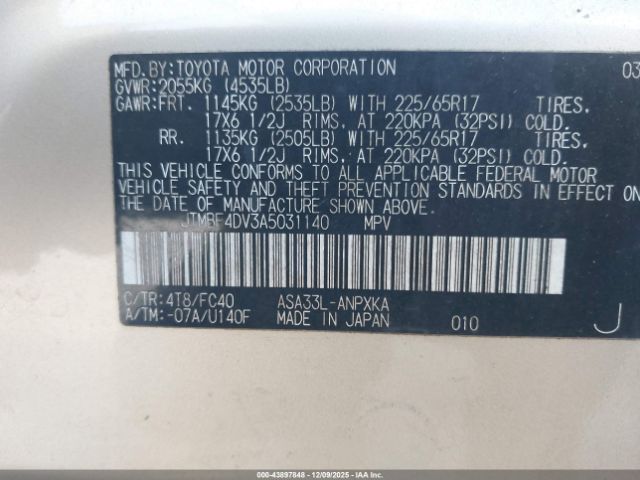 MFD.BY:TOYOTA MOTOR CORPORATION 03
GVWR:2055KG (4535LB)
GAWR:FRT. 1145KG (2535LB) WITH 225/65R17 TIRES.
17X6 1/2J RIMS. AT 220KPA (32PSI) COLD.
RR. 1135KG (2505LB) WITH 225/65R17 TIRES.
17X6 1/2J RIMS. AT 220KPA (32PSI) COLD.
THIS VEHICLE CONFORMS TO ALL APPLICABLE FEDERAL MOTOR
VEHICLE SAFETY AND THEFT PREVENTION STANDARDS IN EFFECT ON
THE DATE OF MANUFACTURE SHOWN ABOVE.
JTMBF4DV3A5031140 MPV
C/TR:4T8/FC40 ASA33L-ANPXKA
A/TM:-07A/U140F MADE IN JAPAN 010 J
000-43897848 | 12/09/2025 - IAAI.CA